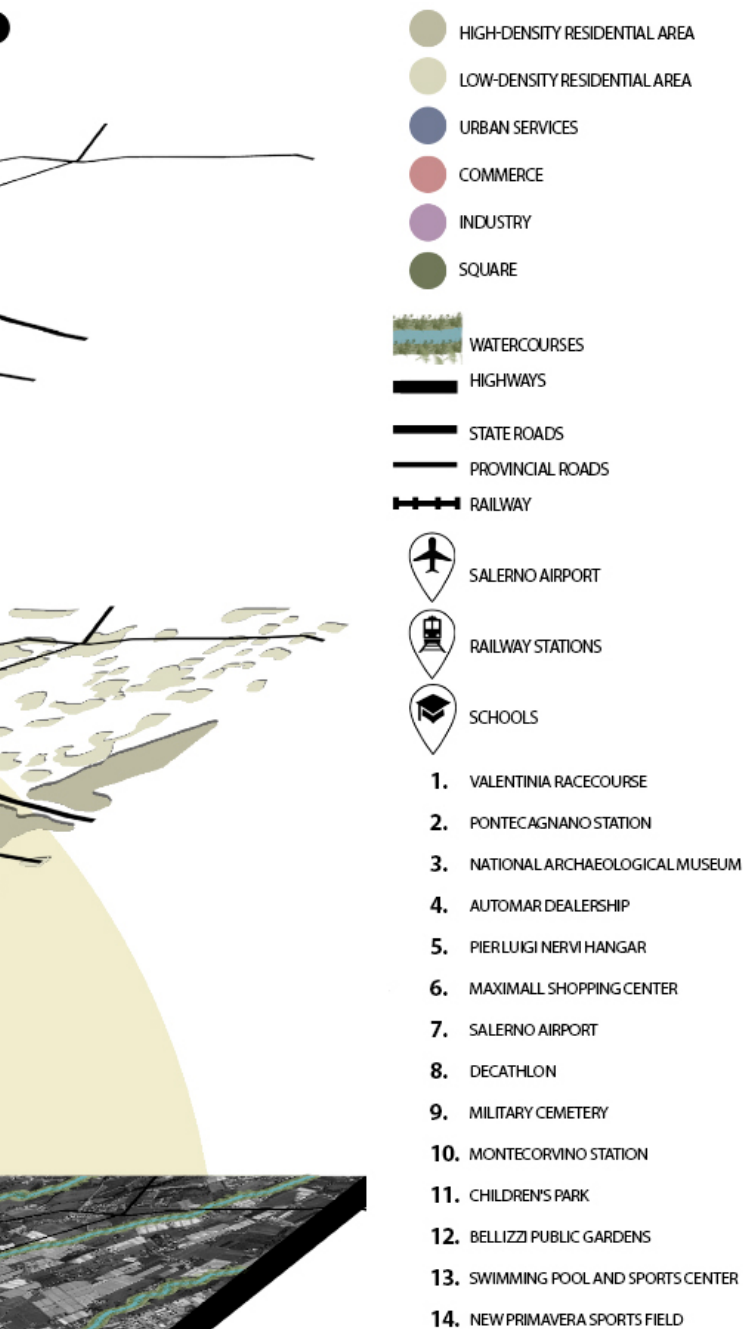 HIGH-DENSITY RESIDENTIAL AREA
LOW-DENSITY RESIDENTIAL AREA
URBAN SERVICES
COMMERCE
INDUSTRY
SQUARE
WATERCOURSES
HIGHWAYS
STATE ROADS
PROVINCIAL ROADS
RAILWAY
SALERNO AIRPORT
RAILWAY STATIONS
SCHOOLS
1. VALENTINIA RACECOURSE
2. PONTECAGNANO STATION
3. NATIONAL ARCHAEOLOGICAL MUSEUM
4. AUTOMAR DEALERSHIP
5. PIER LUIGI NERVI HANGAR
6. MAXIMALL SHOPPING CENTER
7. SALERNO AIRPORT
8. DECATHLON
9. MILITARY CEMETERY
10. MONTECORVINO STATION
11. CHILDREN'S PARK
12. BELLIZZI PUBLIC GARDENS
13. SWIMMING POOL AND SPORTS CENTER
14. NEW PRIMAVERA SPORTS FIELD